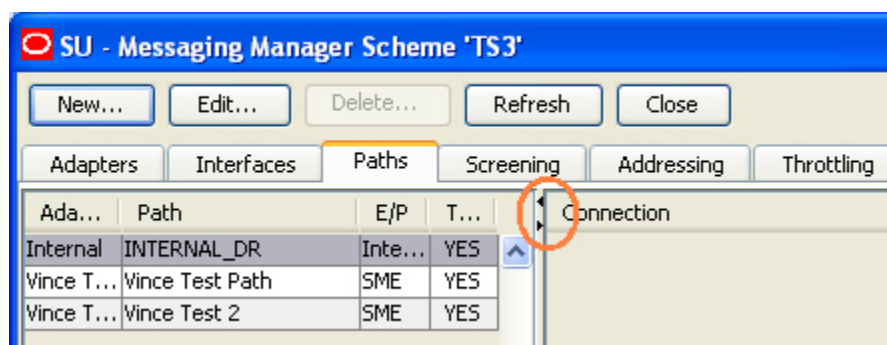 SU - Messaging Manager Scheme 'TS3'
New... Edit... Delete... Refresh Close
Adapters Interfaces Paths Screening Addressing Throttling
Ada... Path E/P T... Connection
Internal INTERNAL_DR Inte... YES
Vince T... Vince Test Path SME YES
Vince T... Vince Test 2 SME YES